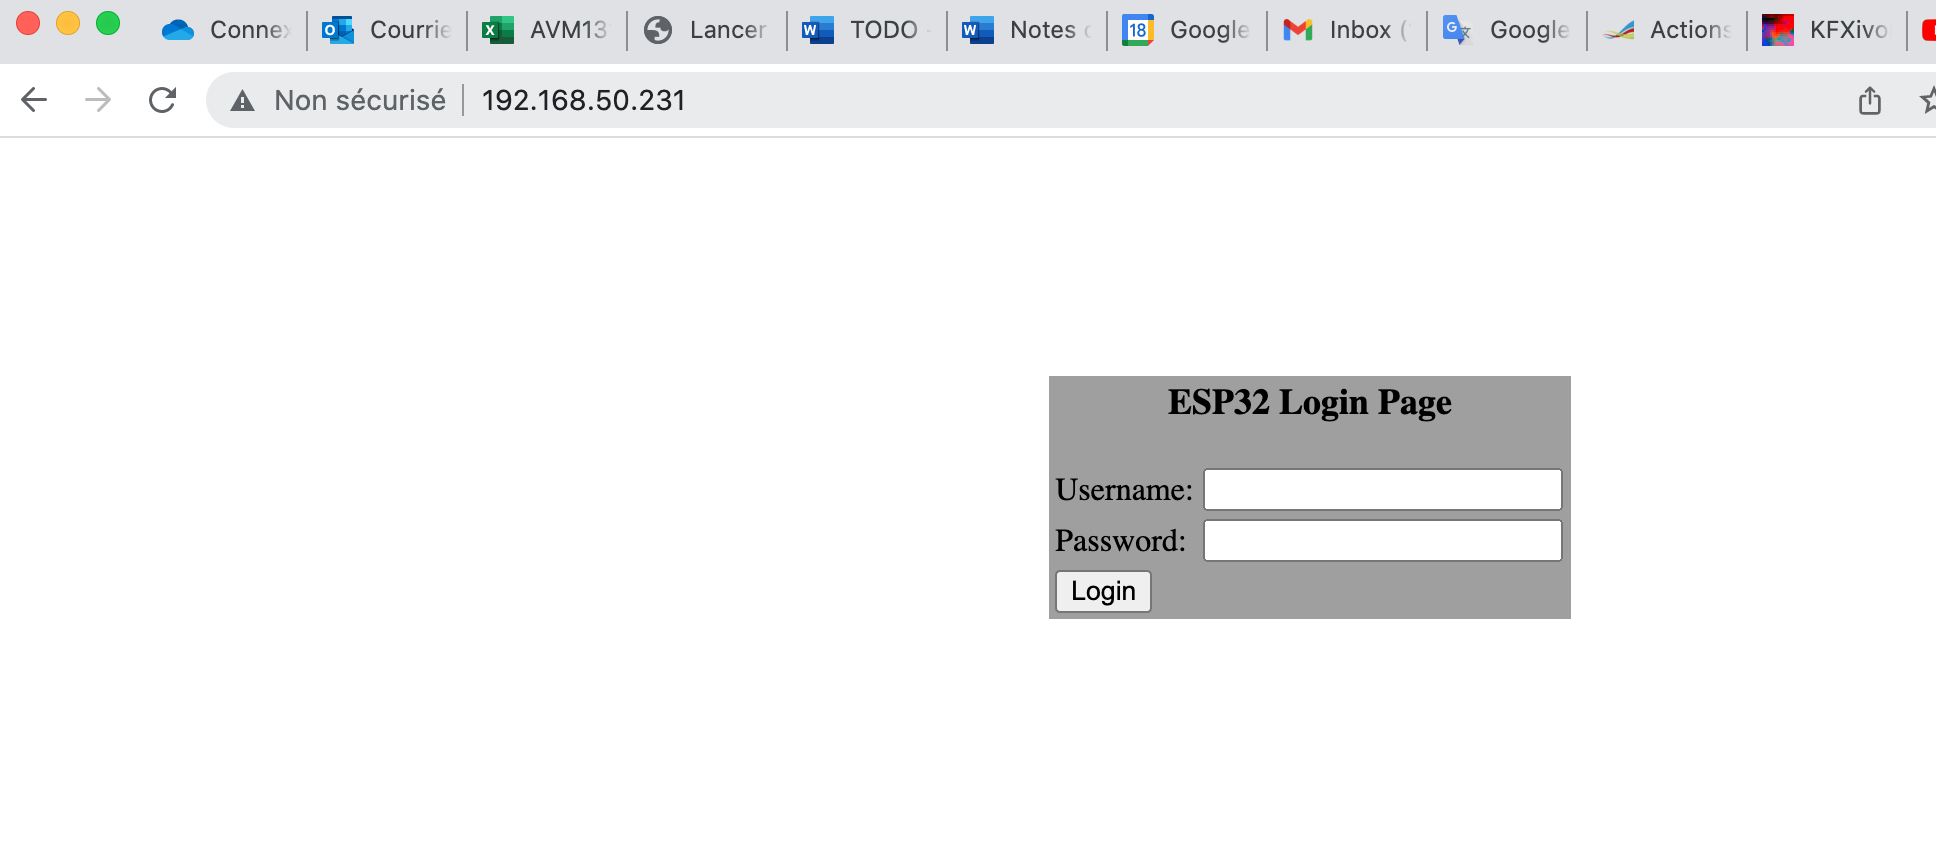 Connex Courrie AVM13 Lancer TODO - Notes c 18 Google Inbox ( Google Actions KFXivo
Non sécurisé 192.168.50.231
ESP32 Login Page
Username:
Password:
Login